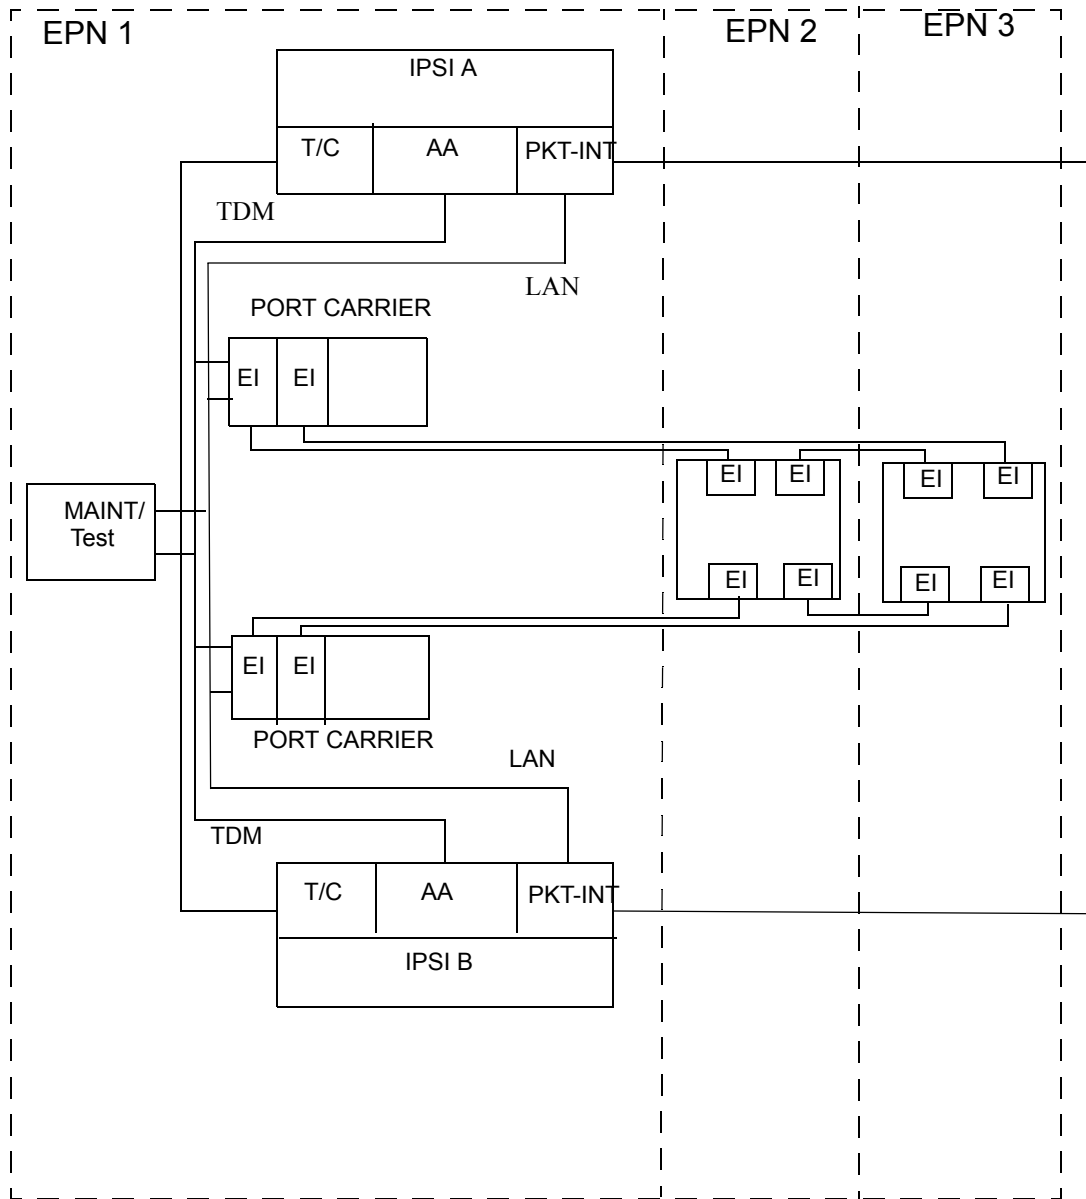 EPN 1
EPN 2
EPN 3
IPSI A
T/C
AA
PKT-INT
TDM
LAN
PORT CARRIER
EI
EI
EI
EI
EI
EI
MAINT/
Test
EI
EI
EI
EI
EI
EI
PORT CARRIER
LAN
TDM
T/C
AA
PKT-INT
IPSI B